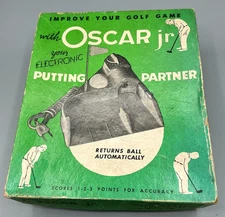 IMPROVE YOUR GOLF GAME
with OSCAR jr.
your ELECTRONIC
PUTTING PARTNER
RETURNS BALL
AUTOMATICALLY
SCORES 1-2-3 POINTS FOR ACCURACY